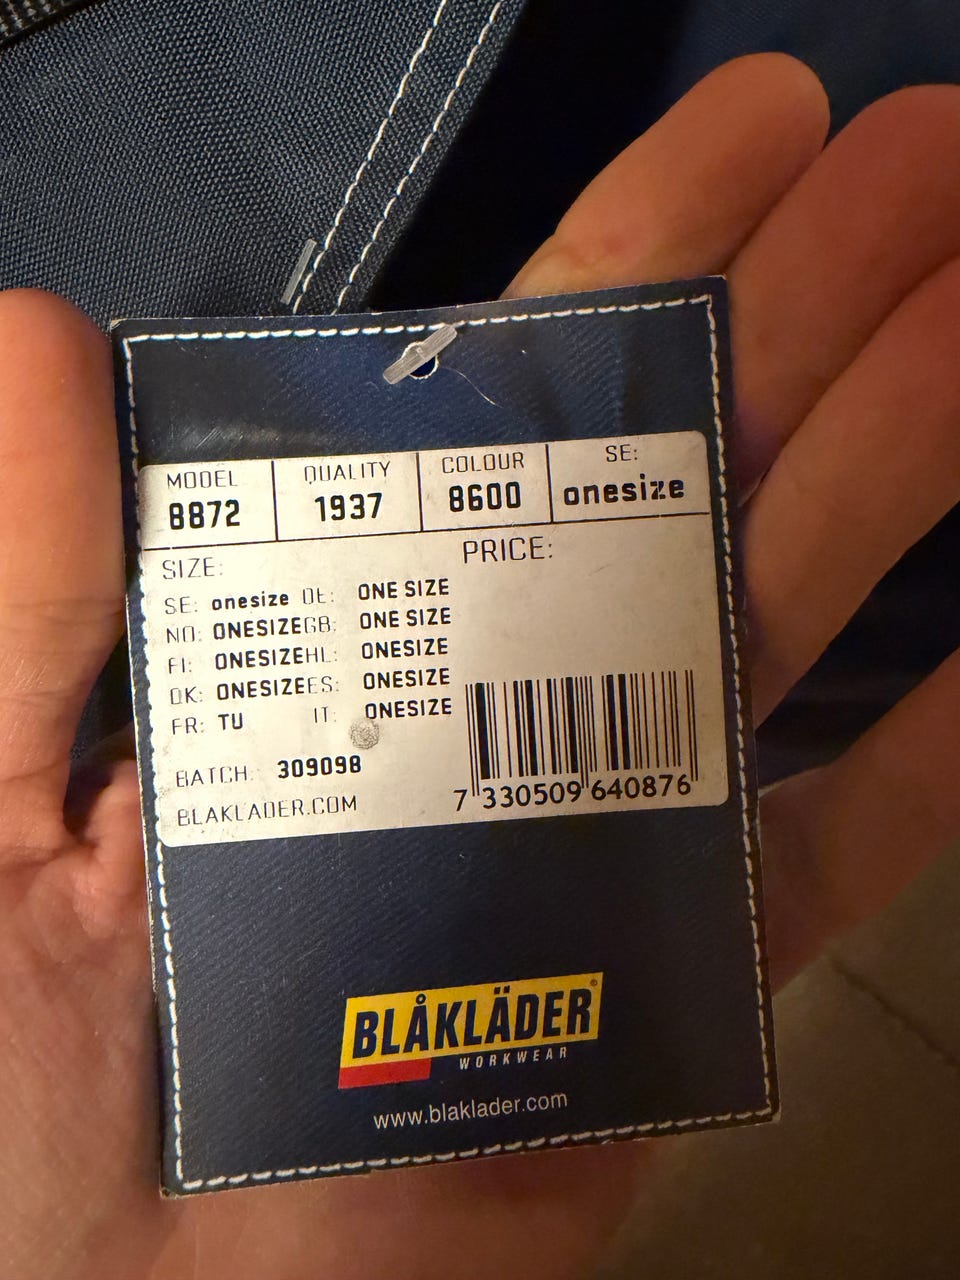 MODEL QUALITY COLOUR SE:
8872 1937 8600 onesize
SIZE: PRICE:
SE: onesize DE: ONE SIZE
NO: ONESIZE GB: ONE SIZE
FI: ONESIZE HL: ONESIZE
DK: ONESIZE ES: ONESIZE
FR: TU IT: ONESIZE
BATCH: 309098
BLAKLADER.COM
7 330509 640876
BLÅKLÄDER®
WORKWEAR
www.blaklader.com